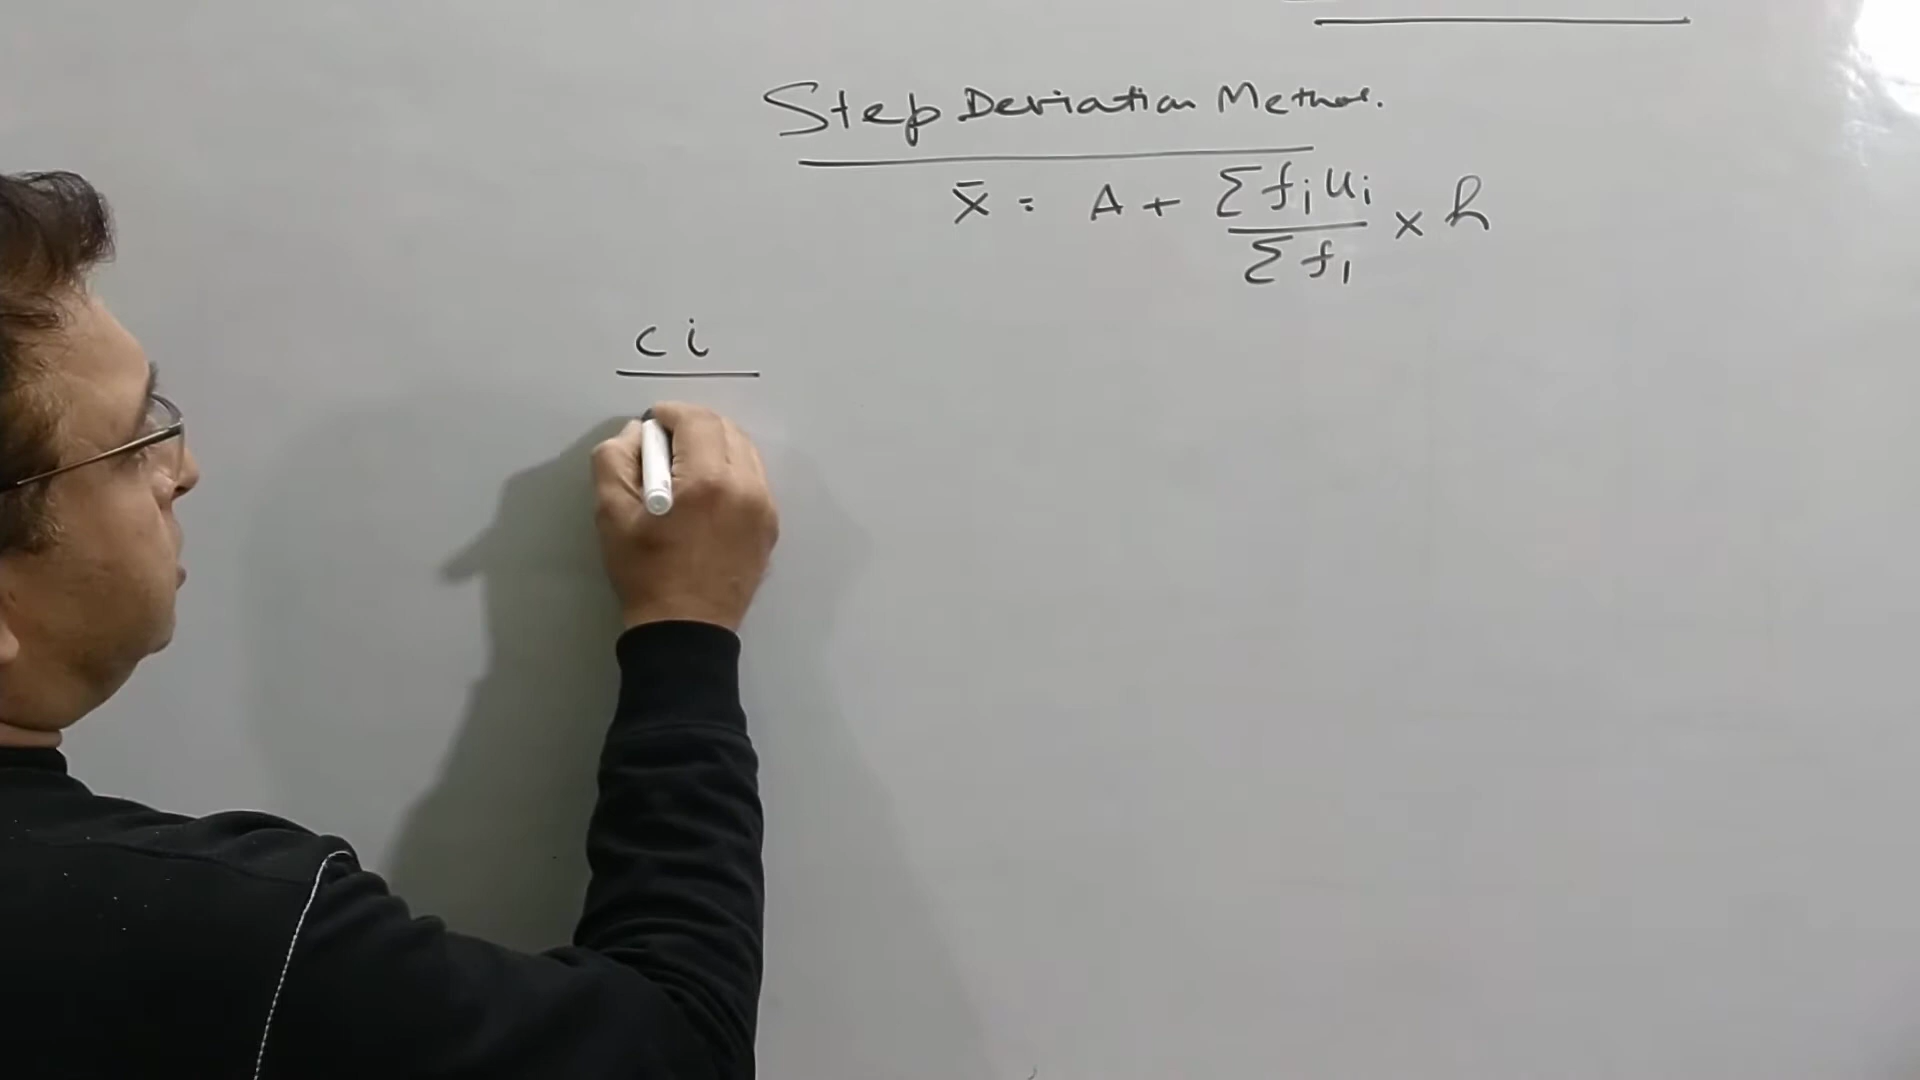 Step Deviation Method.
x̄ = A + Σfiui / Σfi × h
ci